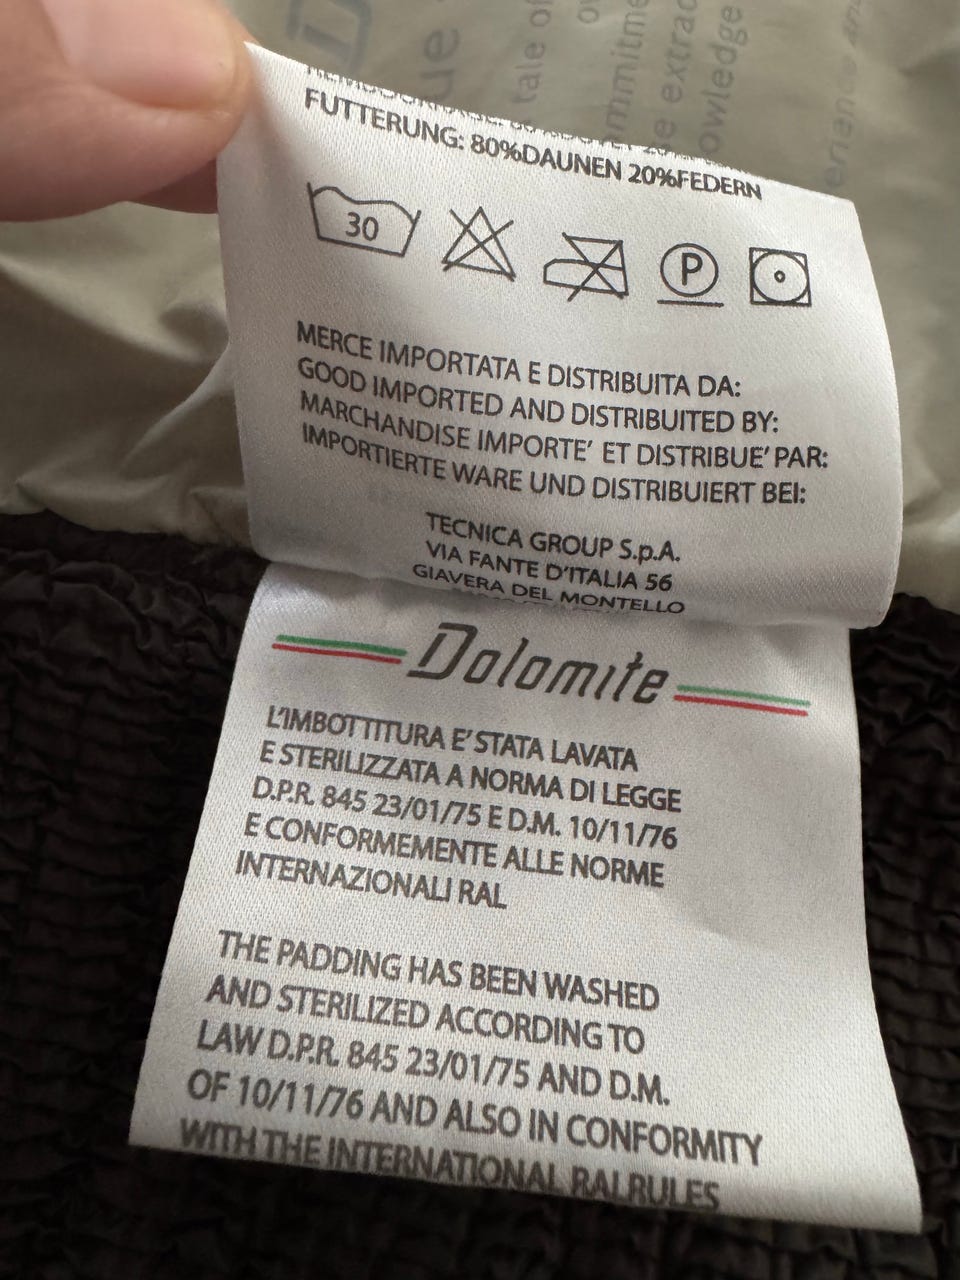 FUTTERUNG: 80%DAUNEN 20%FEDERN
30
P
MERCE IMPORTATA E DISTRIBUITA DA:
GOOD IMPORTED AND DISTRIBUITED BY:
MARCHANDISE IMPORTE' ET DISTRIBUE' PAR:
IMPORTIERTE WARE UND DISTRIBUIERT BEI:
TECNICA GROUP S.p.A.
VIA FANTE D'ITALIA 56
GIAVERA DEL MONTELLO
Dolomite
L'IMBOTTITURA E' STATA LAVATA
E STERILIZZATA A NORMA DI LEGGE
D.P.R. 845 23/01/75 E D.M. 10/11/76
E CONFORMEMENTE ALLE NORME
INTERNAZIONALI RAL
THE PADDING HAS BEEN WASHED
AND STERILIZED ACCORDING TO
LAW D.P.R. 845 23/01/75 AND D.M.
OF 10/11/76 AND ALSO IN CONFORMITY
WITH THE INTERNATIONAL RALRULES
tale of